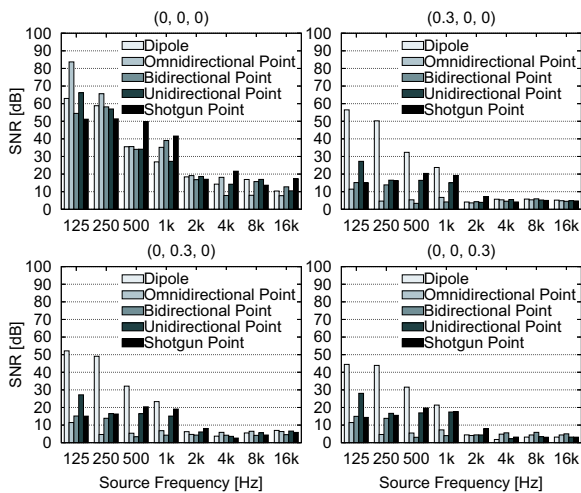 (0, 0, 0)
100
90
80
70
60
50
40
30
20
10
0
SNR [dB]
Dipole
Omnidirectional Point
Bidirectional Point
Unidirectional Point
Shotgun Point
125 250 500 1k 2k 4k 8k 16k
(0.3, 0, 0)
100
90
80
70
60
50
40
30
20
10
0
Dipole
Omnidirectional Point
Bidirectional Point
Unidirectional Point
Shotgun Point
125 250 500 1k 2k 4k 8k 16k
(0, 0.3, 0)
100
90
80
70
60
50
40
30
20
10
0
SNR [dB]
Dipole
Omnidirectional Point
Bidirectional Point
Unidirectional Point
Shotgun Point
125 250 500 1k 2k 4k 8k 16k
Source Frequency [Hz]
(0, 0, 0.3)
100
90
80
70
60
50
40
30
20
10
0
Dipole
Omnidirectional Point
Bidirectional Point
Unidirectional Point
Shotgun Point
125 250 500 1k 2k 4k 8k 16k
Source Frequency [Hz]